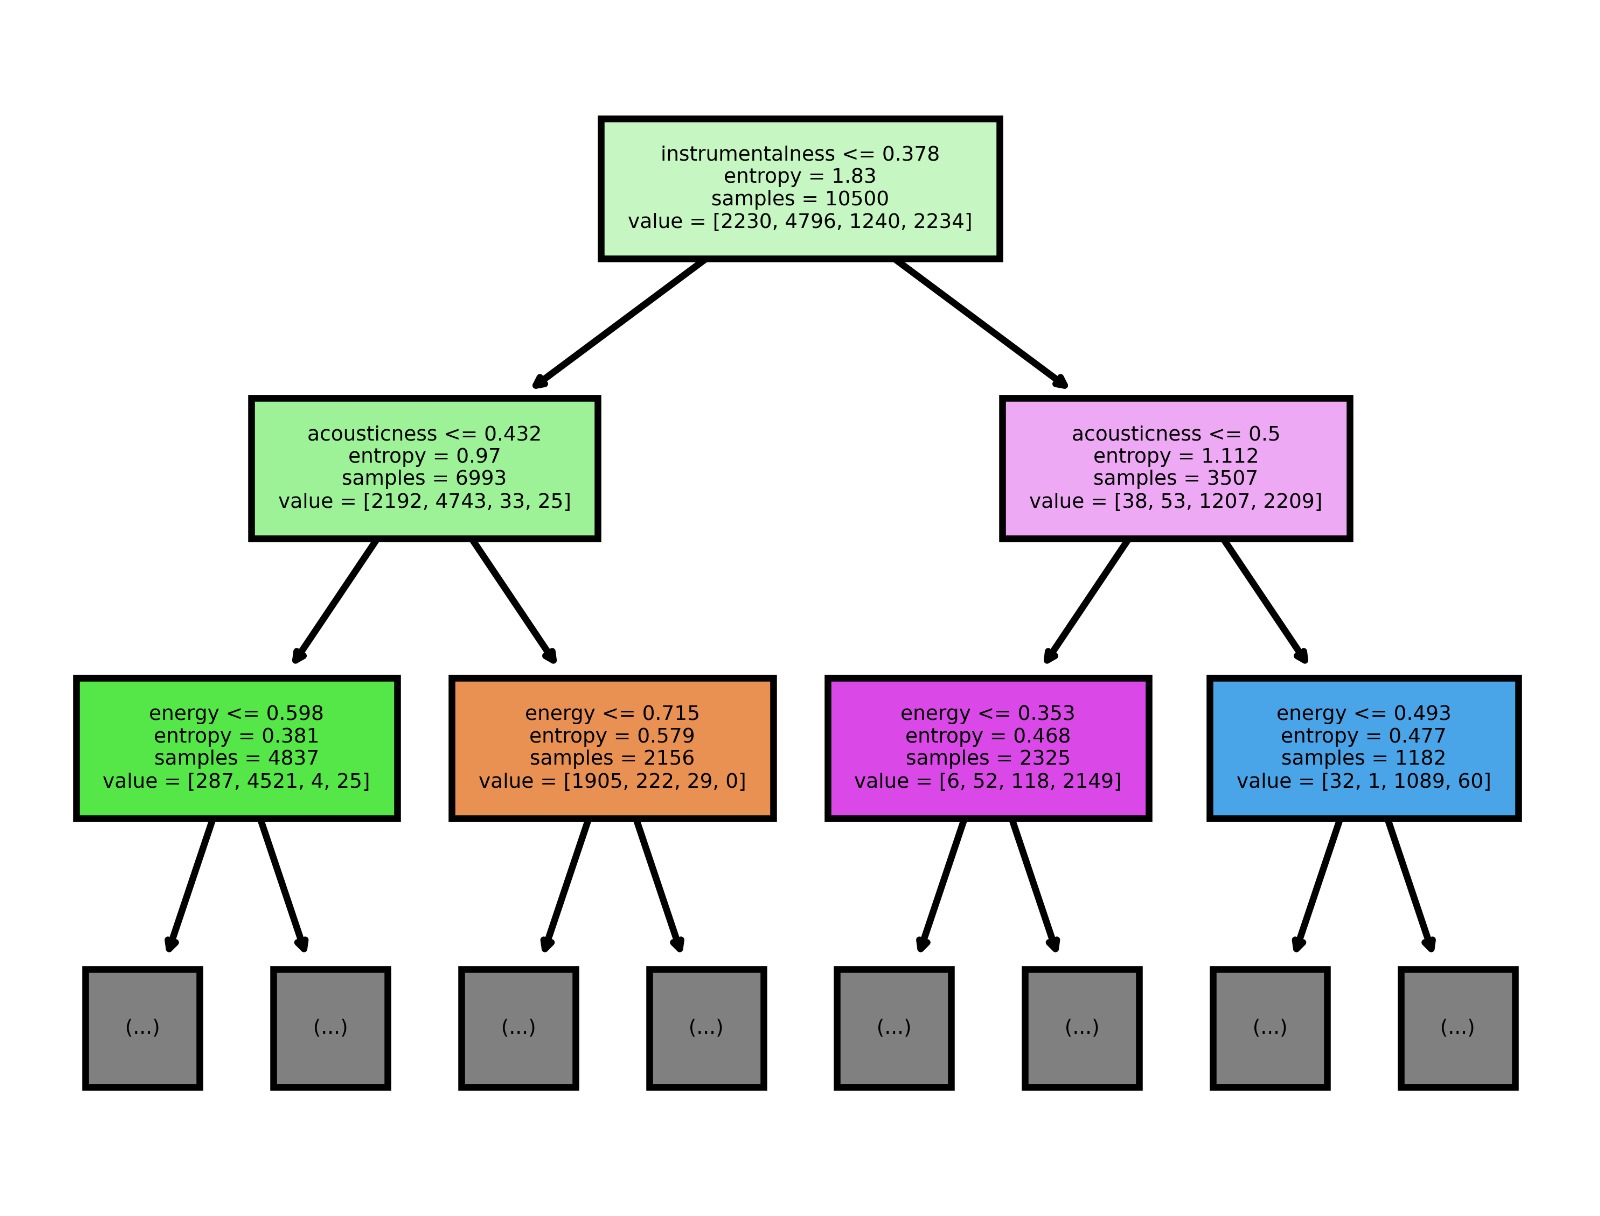 instrumentalness <= 0.378
entropy = 1.83
samples = 10500
value = [2230, 4796, 1240, 2234]
acousticness <= 0.432
entropy = 0.97
samples = 6993
value = [2192, 4743, 33, 25]
acousticness <= 0.5
entropy = 1.112
samples = 3507
value = [38, 53, 1207, 2209]
energy <= 0.598
entropy = 0.381
samples = 4837
value = [287, 4521, 4, 25]
energy <= 0.715
entropy = 0.579
samples = 2156
value = [1905, 222, 29, 0]
energy <= 0.353
entropy = 0.468
samples = 2325
value = [6, 52, 118, 2149]
energy <= 0.493
entropy = 0.477
samples = 1182
value = [32, 1, 1089, 60]
(...)
(...)
(...)
(...)
(...)
(...)
(...)
(...)